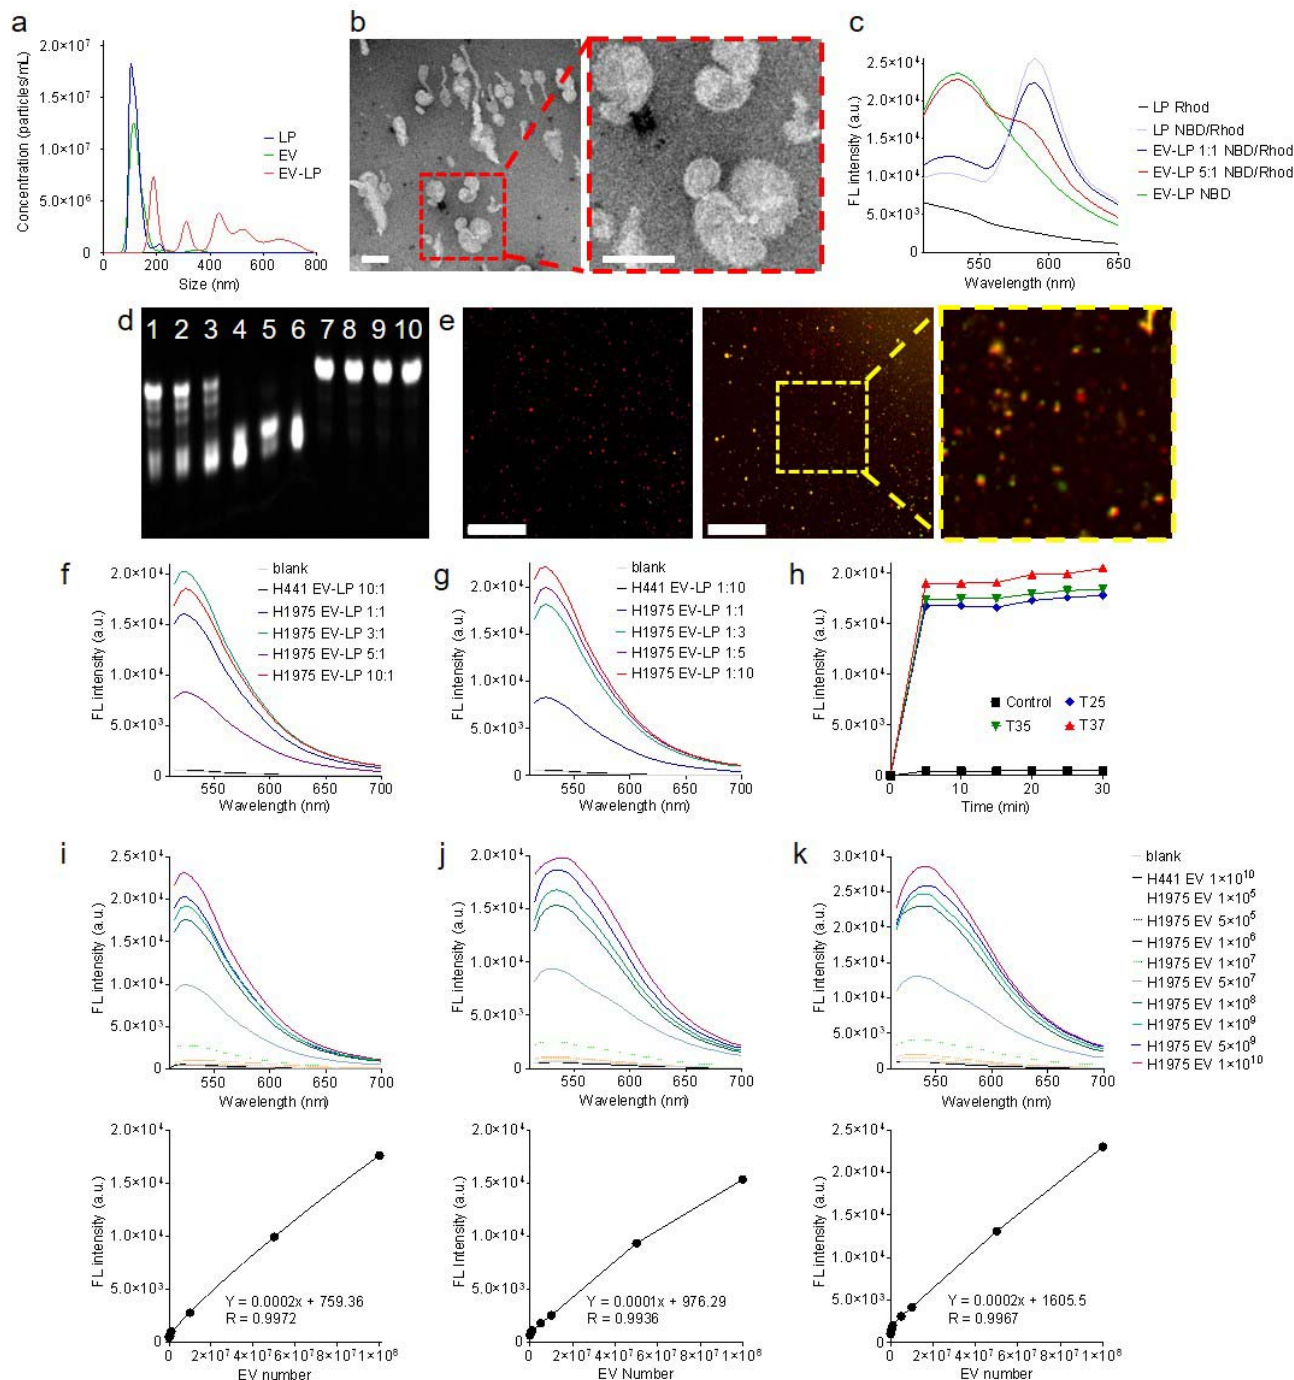 a
2.0×10⁷
1.5×10⁷
1.0×10⁷
5.0×10⁶
0
0 200 400 600 800
Concentration (particles/mL)
Size (nm)
LP
EV
EV-LP
b
c
2.5×10⁴
2.0×10⁴
1.5×10⁴
1.0×10⁴
5.0×10³
0
550 600 650
FL intensity (a.u.)
Wavelength (nm)
LP Rhod
LP NBD/Rhod
EV-LP 1:1 NBD/Rhod
EV-LP 5:1 NBD/Rhod
EV-LP NBD
d
1 2 3 4 5 6 7 8 9 10
e
f
2.0×10⁴
1.5×10⁴
1.0×10⁴
5.0×10³
0
550 600 650 700
FL intensity (a.u.)
Wavelength (nm)
blank
H441 EV-LP 10:1
H1975 EV-LP 1:1
H1975 EV-LP 3:1
H1975 EV-LP 5:1
H1975 EV-LP 10:1
g
2.0×10⁴
1.5×10⁴
1.0×10⁴
5.0×10³
0
550 600 650 700
FL intensity (a.u.)
Wavelength (nm)
blank
H441 EV-LP 1:10
H1975 EV-LP 1:1
H1975 EV-LP 1:3
H1975 EV-LP 1:5
H1975 EV-LP 1:10
h
2.0×10⁴
1.5×10⁴
1.0×10⁴
5.0×10³
0
0 10 20 30
FL intensity (a.u.)
Time (min)
Control T25
T35 T37
i
2.5×10⁴
2.0×10⁴
1.5×10⁴
1.0×10⁴
5.0×10³
0
550 600 650 700
FL intensity (a.u.)
Wavelength (nm)
j
2.0×10⁴
1.5×10⁴
1.0×10⁴
5.0×10³
0
550 600 650 700
FL intensity (a.u.)
Wavelength (nm)
k
3.0×10⁴
2.5×10⁴
2.0×10⁴
1.5×10⁴
1.0×10⁴
5.0×10³
0
550 600 650 700
FL intensity (a.u.)
Wavelength (nm)
blank
H441 EV 1×10¹⁰
H1975 EV 1×10⁵
H1975 EV 5×10⁵
H1975 EV 1×10⁶
H1975 EV 1×10⁷
H1975 EV 5×10⁷
H1975 EV 1×10⁸
H1975 EV 1×10⁹
H1975 EV 5×10⁹
H1975 EV 1×10¹⁰
2.0×10⁴
1.5×10⁴
1.0×10⁴
5.0×10³
0
0 2×10⁷ 4×10⁷ 6×10⁷ 8×10⁷ 1×10⁸
FL intensity (a.u.)
EV number
Y = 0.0002x + 759.36
R = 0.9972
2.0×10⁴
1.5×10⁴
1.0×10⁴
5.0×10³
0
0 2×10⁷ 4×10⁷ 6×10⁷ 8×10⁷ 1×10⁸
FL intensity (a.u.)
EV Number
Y = 0.0001x + 976.29
R = 0.9936
2.5×10⁴
2.0×10⁴
1.5×10⁴
1.0×10⁴
5.0×10³
0
0 2×10⁷ 4×10⁷ 6×10⁷ 8×10⁷ 1×10⁸
FL intensity (a.u.)
EV number
Y = 0.0002x + 1605.5
R = 0.9967